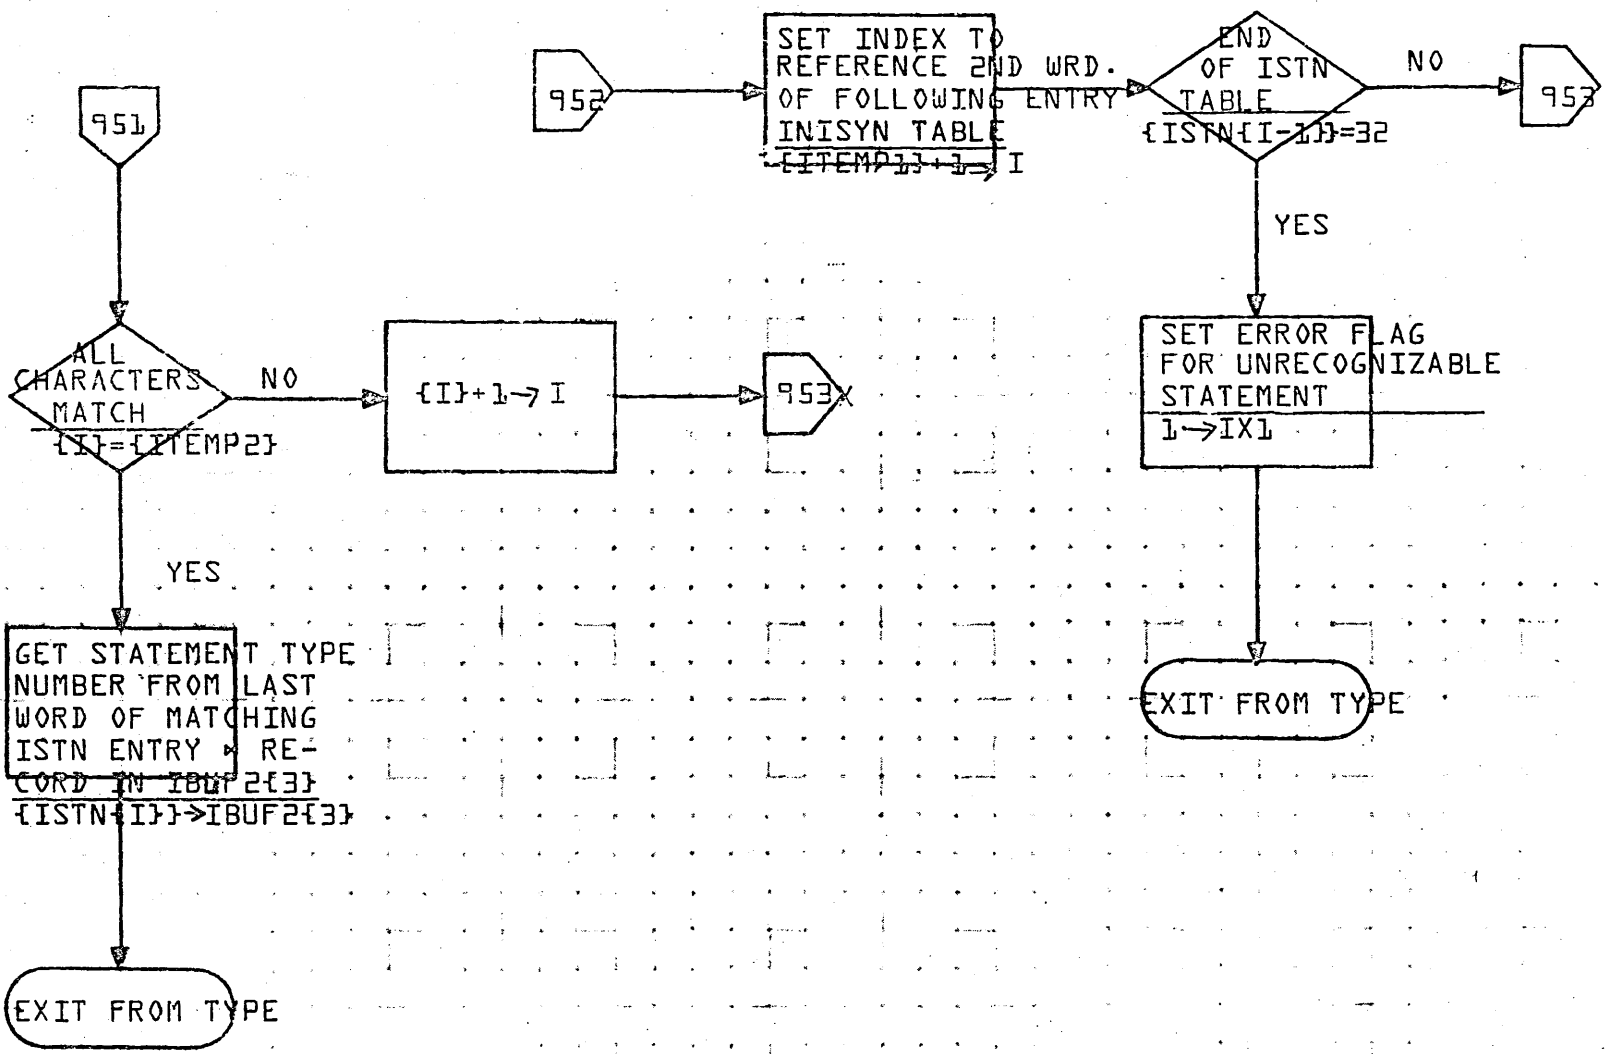 951
ALL
CHARACTERS
MATCH
{I}={ITEMP2}
NO
{I}+1→I
953X
YES
GET STATEMENT TYPE
NUMBER FROM LAST
WORD OF MATCHING
ISTN ENTRY & RE-
CORD IN IBUF2{3}
{ISTN{I}}→IBUF2{3}
EXIT FROM TYPE
952
SET INDEX TO
REFERENCE 2ND WRD.
OF FOLLOWING ENTRY
INISYN TABLE
{ITEMP1}+1→I
END
OF ISTN
TABLE
{ISTN{I-1}}=32
NO
953
YES
SET ERROR FLAG
FOR UNRECOGNIZABLE
STATEMENT
1→IX1
EXIT FROM TYPE